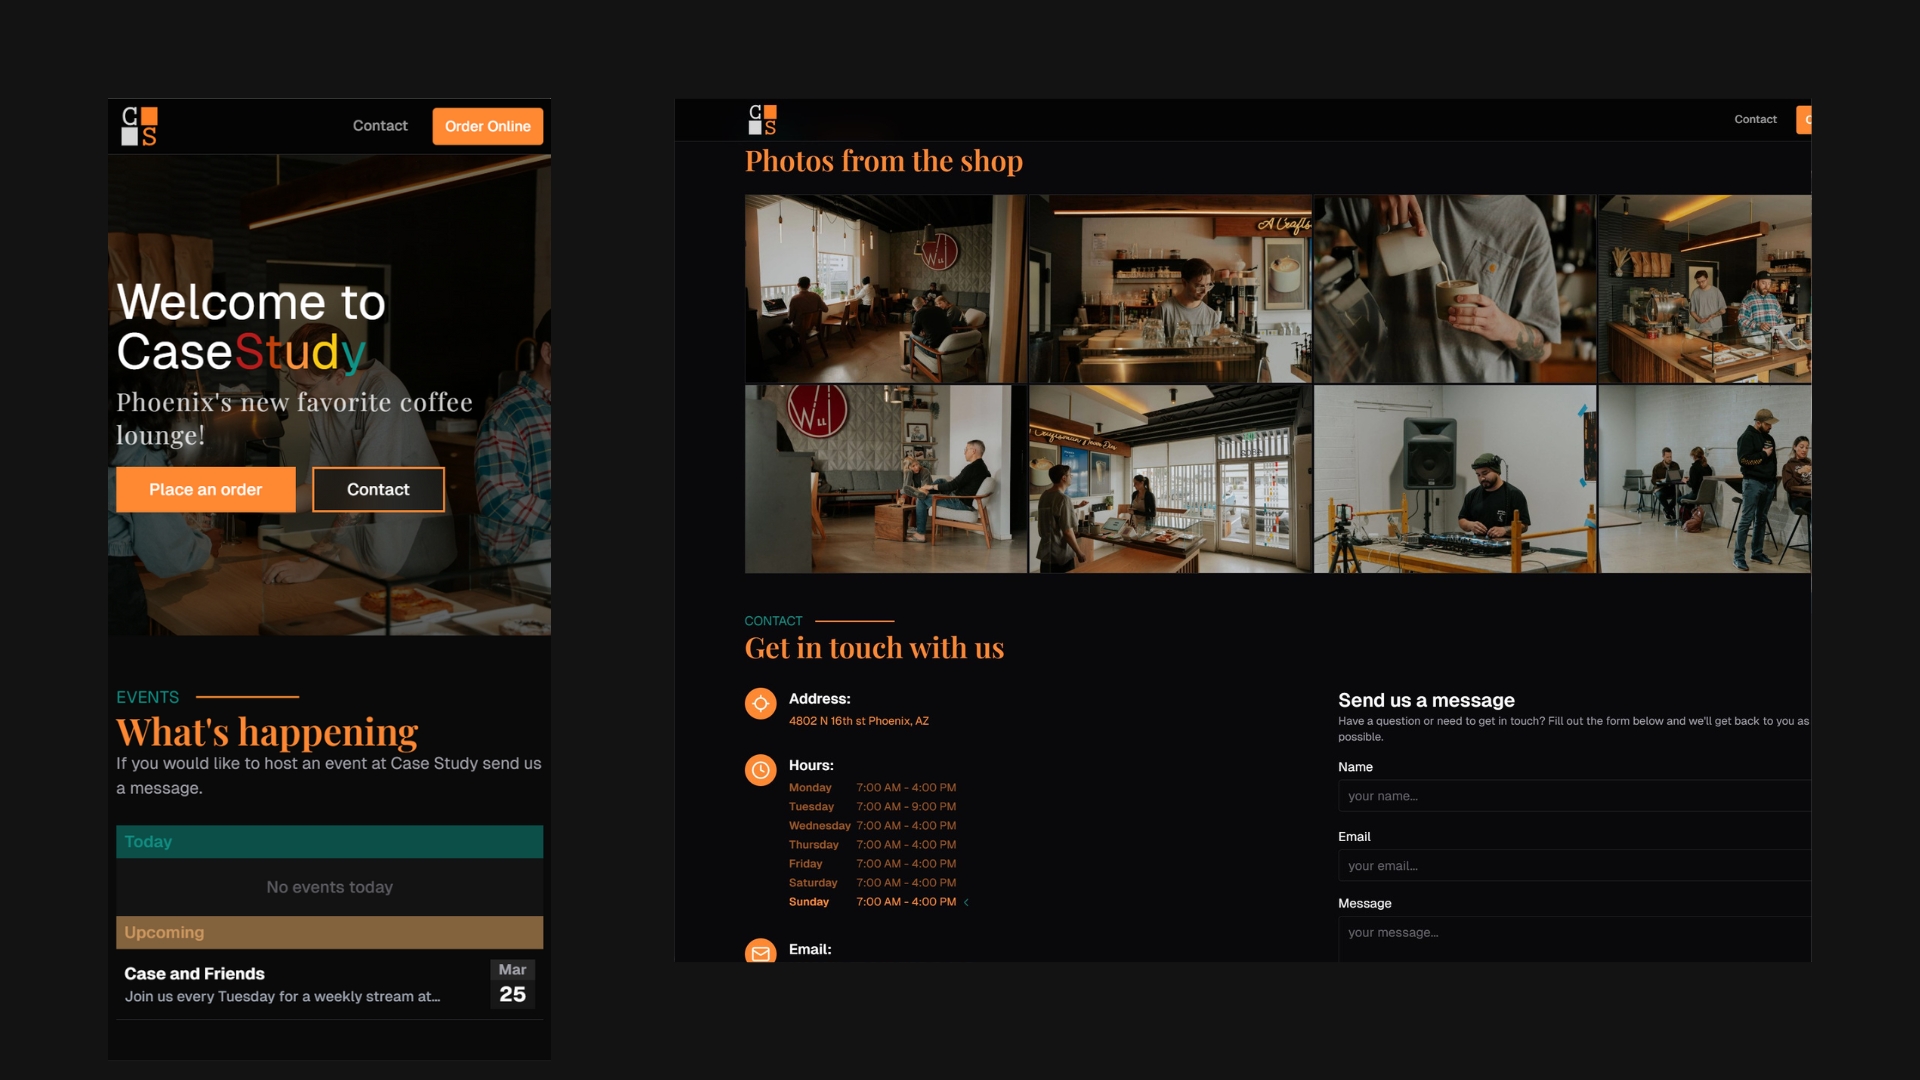 C
S
Contact
Order Online
Welcome to
CaseStudy
Phoenix's new favorite coffee
lounge!
Place an order
Contact
EVENTS
What's happening
If you would like to host an event at Case Study send us
a message.
Today
No events today
Upcoming
Case and Friends
Join us every Tuesday for a weekly stream at...
Mar
25
C
S
Contact
Photos from the shop
A Crafts
CONTACT
Get in touch with us
Address:
4802 N 16th st Phoenix, AZ
Hours:
Monday 7:00 AM - 4:00 PM
Tuesday 7:00 AM - 9:00 PM
Wednesday 7:00 AM - 4:00 PM
Thursday 7:00 AM - 4:00 PM
Friday 7:00 AM - 4:00 PM
Saturday 7:00 AM - 4:00 PM
Sunday 7:00 AM - 4:00 PM
Email:
Send us a message
Have a question or need to get in touch? Fill out the form below and we'll get back to you as
possible.
Name
your name...
Email
your email...
Message
your message...